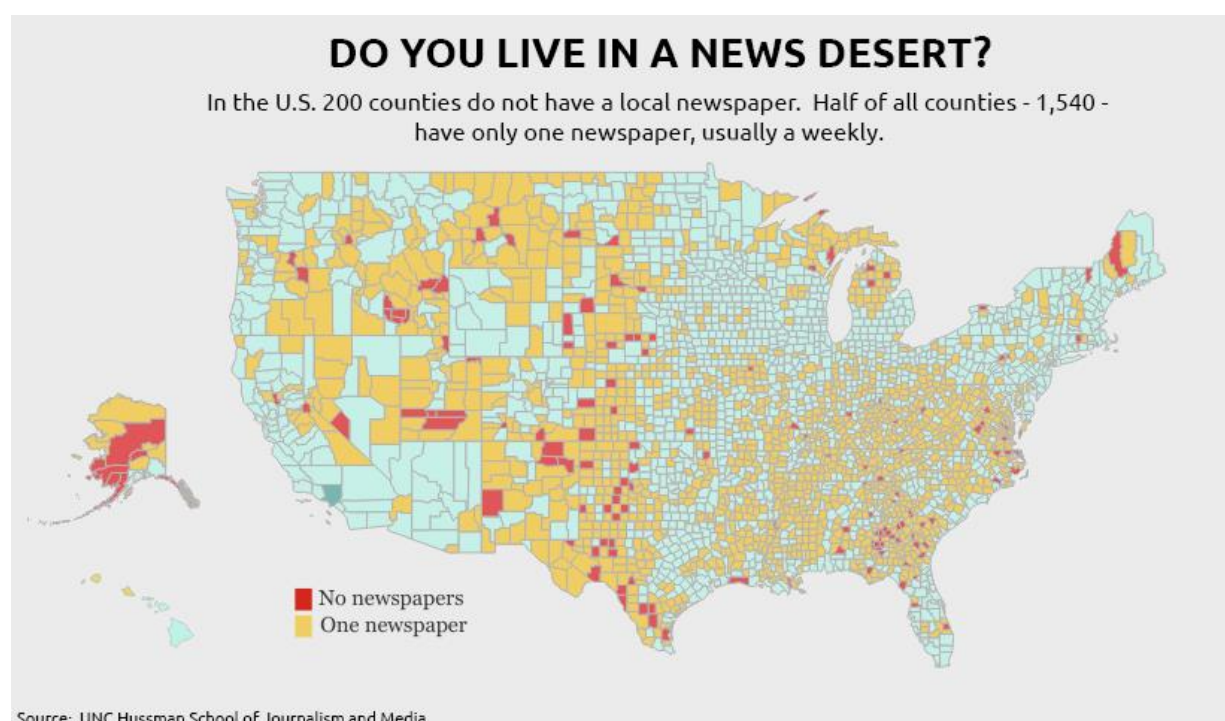 DO YOU LIVE IN A NEWS DESERT?
In the U.S. 200 counties do not have a local newspaper. Half of all counties - 1,540 -
have only one newspaper, usually a weekly.
No newspapers
One newspaper
Source: UNC Hussman School of Journalism and Media